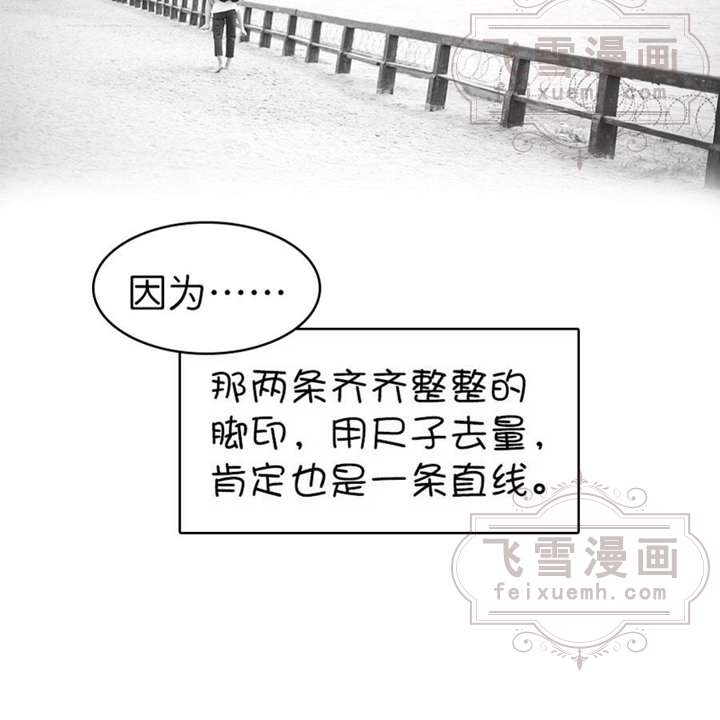 飞雪漫画
feixuemh.com
因为……
那两条齐齐整整的
脚印，用尺子去量，
肯定也是一条直线。
飞雪漫画
feixuemh.com